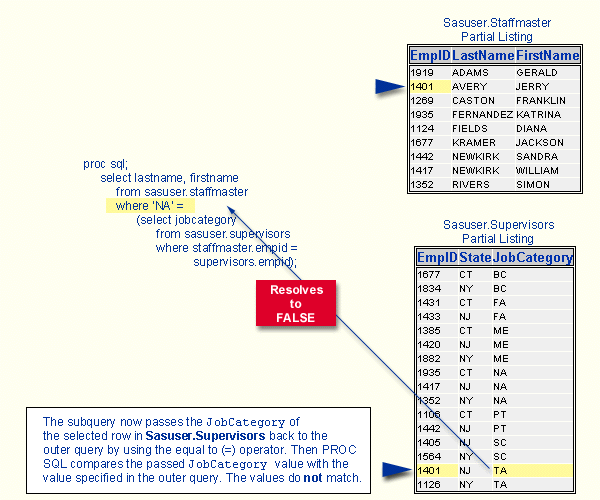 Sasuser.Staffmaster
Partial Listing
EmpID LastName FirstName
1919 ADAMS GERALD
1401 AVERY JERRY
1269 CASTON FRANKLIN
1935 FERNANDEZ KATRINA
1124 FIELDS DIANA
1677 KRAMER JACKSON
1442 NEWKIRK SANDRA
1417 NEWKIRK WILLIAM
1352 RIVERS SIMON
proc sql;
select lastname, firstname
from sasuser.staffmaster
where 'NA' =
(select jobcategory
from sasuser.supervisors
where staffmaster.empid =
supervisors.empid);
Resolves
to
FALSE
Sasuser.Supervisors
Partial Listing
EmpID State JobCategory
1677 CT BC
1834 NY BC
1431 CT FA
1433 NJ FA
1385 CT ME
1420 NJ ME
1882 NY ME
1935 CT NA
1417 NJ NA
1352 NY NA
1106 CT PT
1442 NJ PT
1405 NJ SC
1564 NY SC
1401 NJ TA
1126 NY TA
The subquery now passes the JobCategory of
the selected row in Sasuser.Supervisors back to the
outer query by using the equal to (=) operator. Then PROC
SQL compares the passed JobCategory value with the
value specified in the outer query. The values do not match.